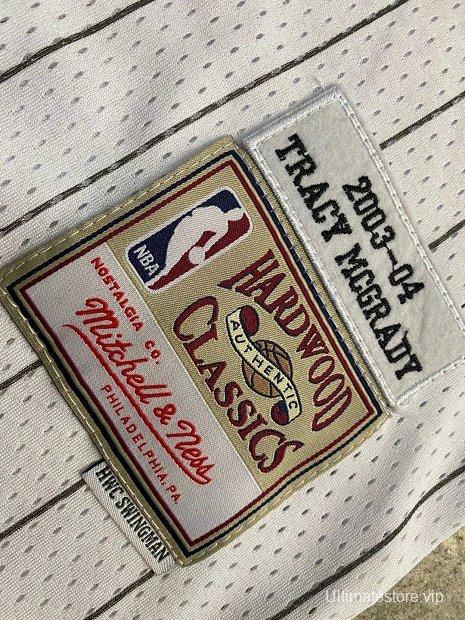 2003-04
TRACY MCGRADY
NBA
HARDWOOD
AUTHENTIC
CLASSICS
NOSTALGIA CO.
Mitchell & Ness
PHILADELPHIA, PA.
HWC SWINGMAN
Ultimatestore vip